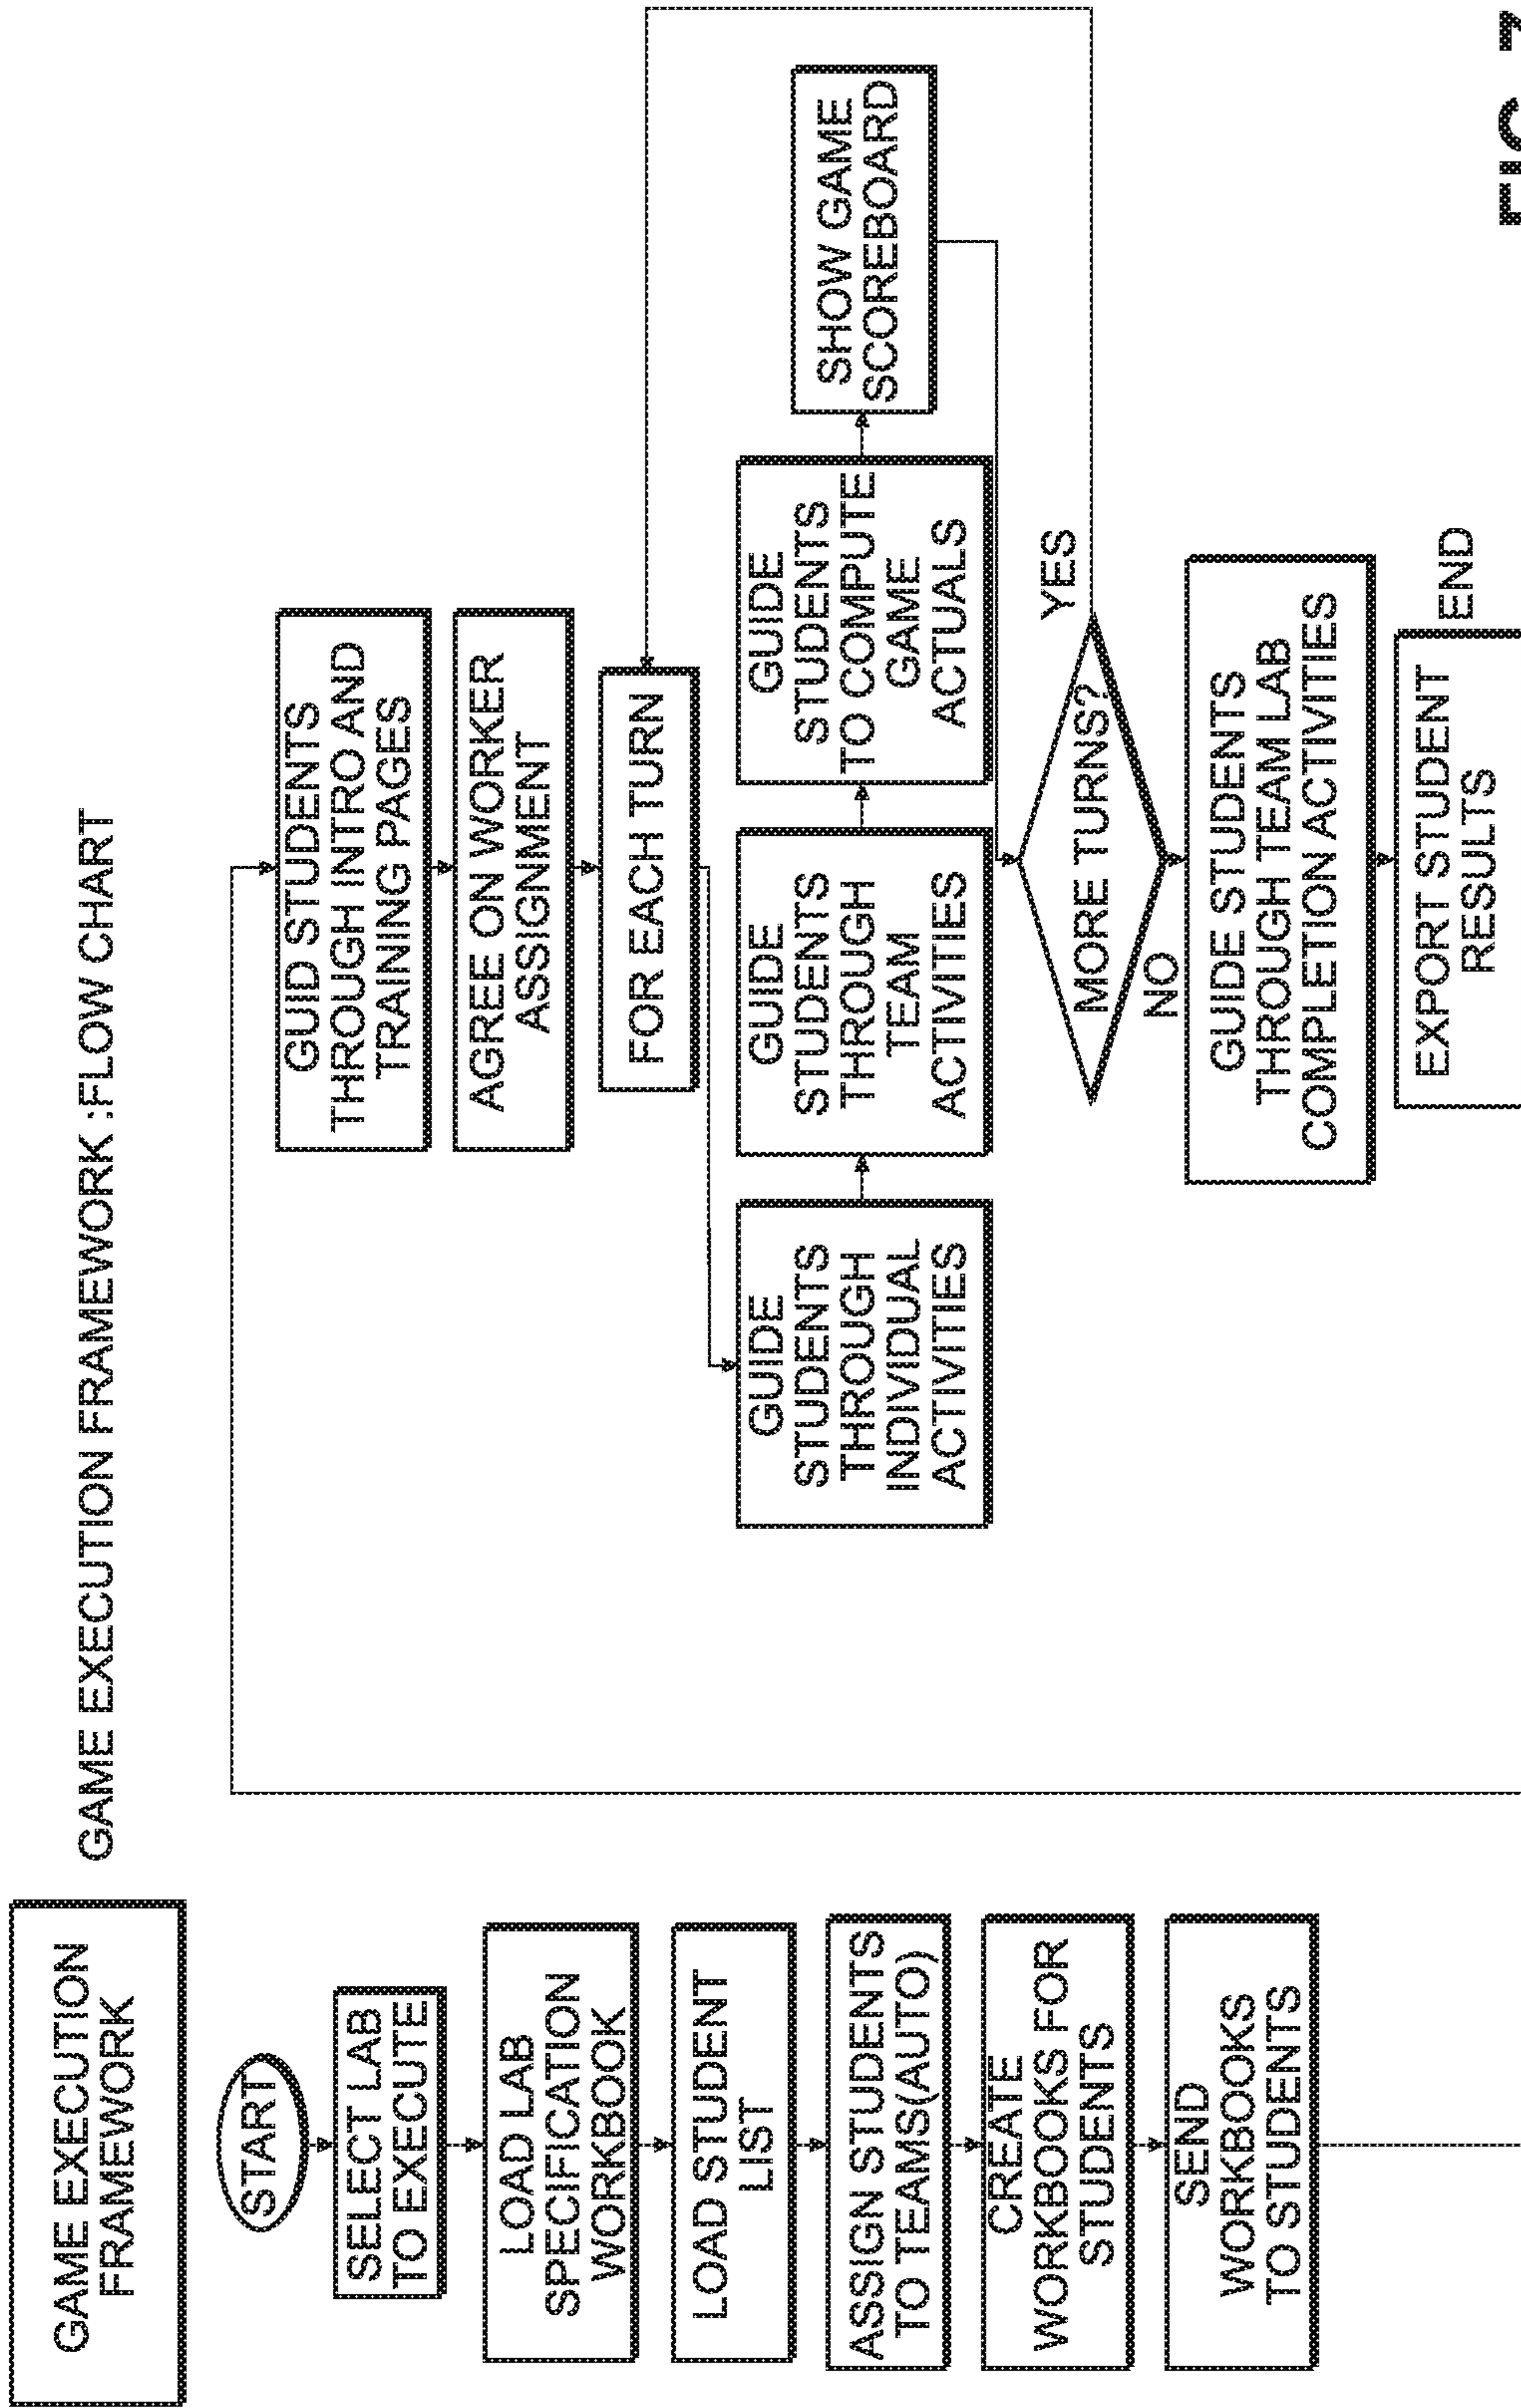 GAME EXECUTION
FRAMEWORK
GAME EXECUTION FRAMEWORK :FLOW CHART
START
SELECT LAB
TO EXECUTE
LOAD LAB
SPECIFICATION
WORKBOOK
LOAD STUDENT
LIST
ASSIGN STUDENTS
TO TEAMS(AUTO)
CREATE
WORKBOOKS FOR
STUDENTS
SEND
WORKBOOKS
TO STUDENTS
GUID STUDENTS
THROUGH INTRO AND
TRAINING PAGES
AGREE ON WORKER
ASSIGNMENT
FOR EACH TURN
GUIDE
STUDENTS
THROUGH
INDIVIDUAL
ACTIVITIES
GUIDE
STUDENTS
THROUGH
TEAM
ACTIVITIES
GUIDE
STUDENTS
TO COMPUTE
GAME
ACTUALS
SHOW GAME
SCOREBOARD
MORE TURNS?
YES
NO
GUIDE STUDENTS
THROUGH TEAM LAB
COMPLETION ACTIVITIES
EXPORT STUDENT
RESULTS
END